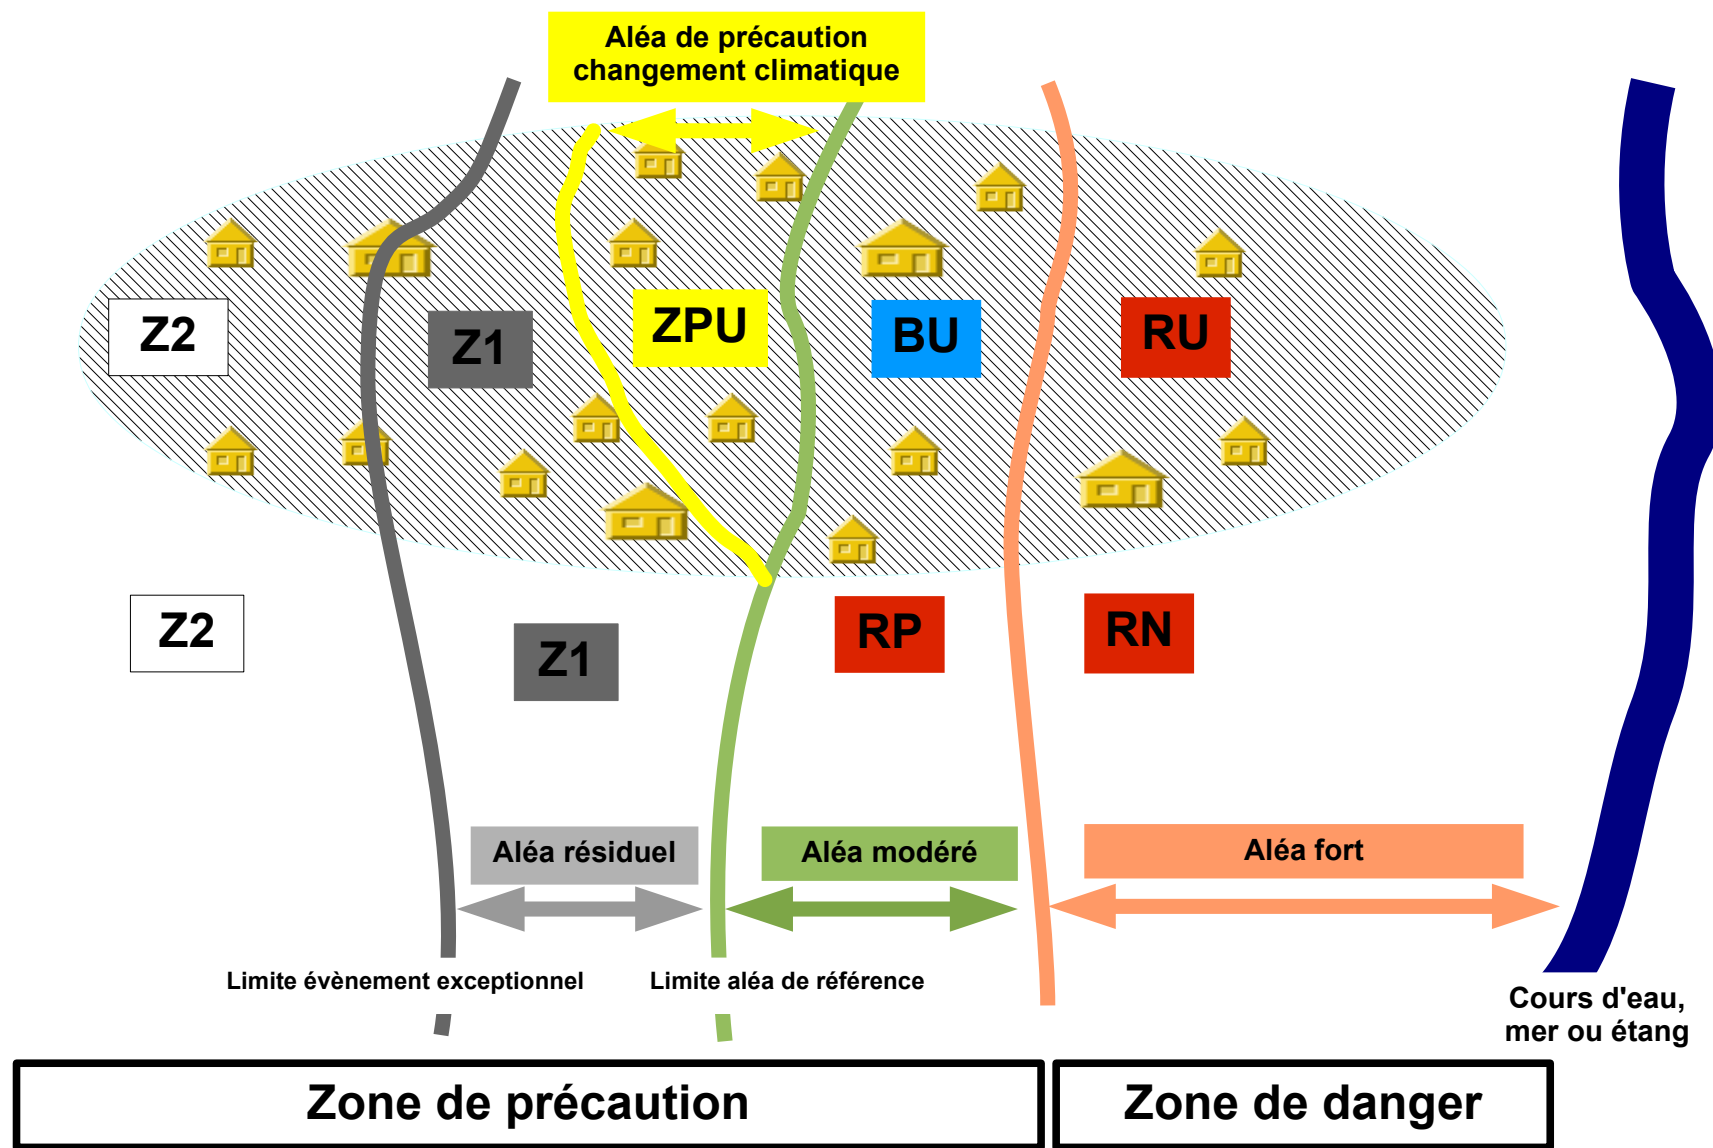 Aléa de précaution
changement climatique
Z2
Z1
ZPU
BU
RU
Z2
Z1
RP
RN
Aléa résiduel
Aléa modéré
Aléa fort
Limite évènement exceptionnel
Limite aléa de référence
Cours d'eau,
mer ou étang
Zone de précaution
Zone de danger